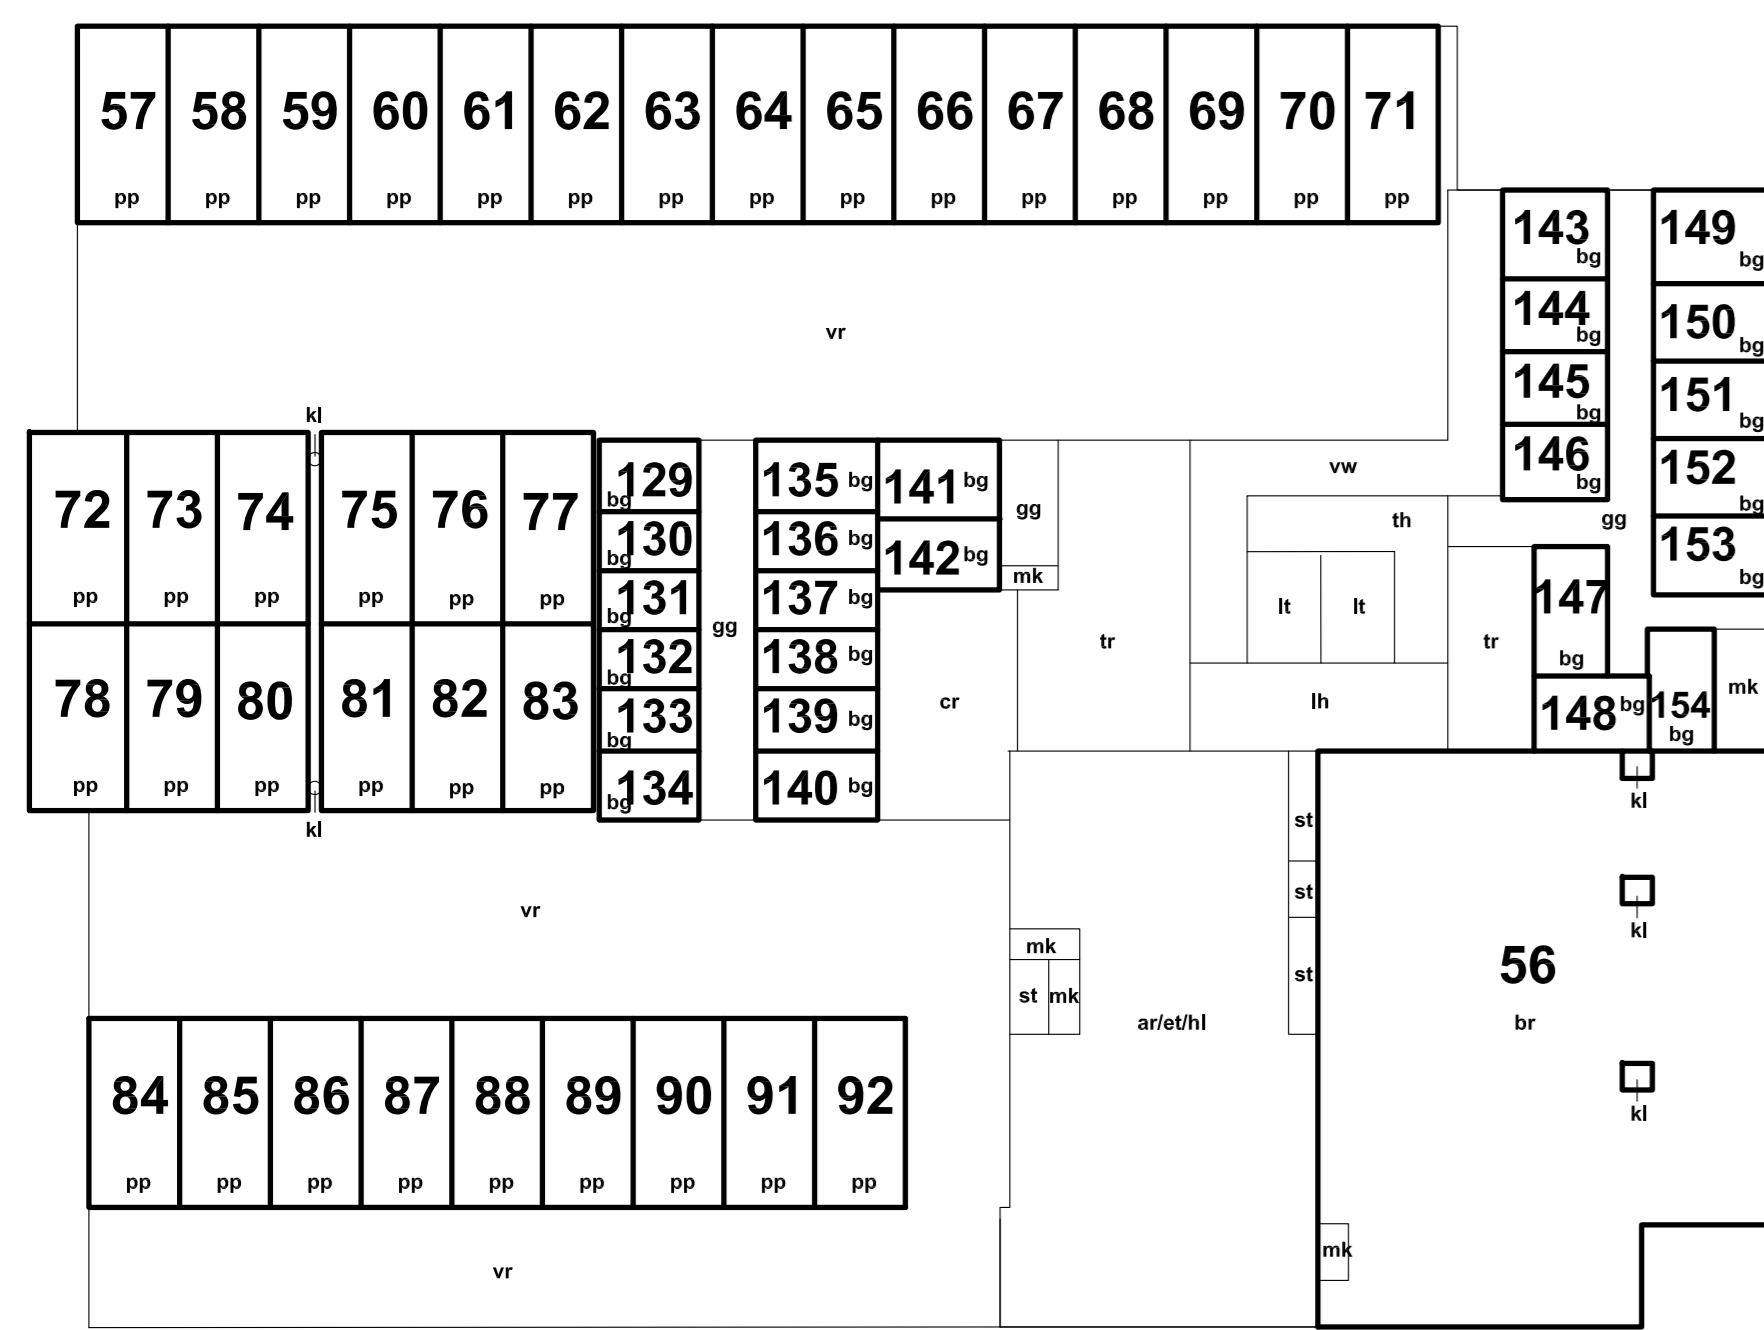 57 58 59 60 61 62 63 64 65 66 67 68 69 70 71
pp pp pp pp pp pp pp pp pp pp pp pp pp pp pp
143 149
bg bg
144 150
bg bg
145 151
bg bg
146 152
bg bg
153
bg
vr
kl
72 73 74 75 76 77
pp pp pp pp pp pp
78 79 80 81 82 83
pp pp pp pp pp pp
kl
129 bg
130 bg
131 bg
132 bg
133 bg
134 bg
gg
135 bg
136 bg
137 bg
138 bg
139 bg
140 bg
141 bg
142 bg
gg
mk
cr
tr
vw
th
lt lt
lh
tr
gg
147
bg
148 bg
154
bg
mk
vr
mk
st mk
ar/et/hl
st
st
st
kl
kl
56
br
kl
mk
84 85 86 87 88 89 90 91 92
pp pp pp pp pp pp pp pp pp
vr